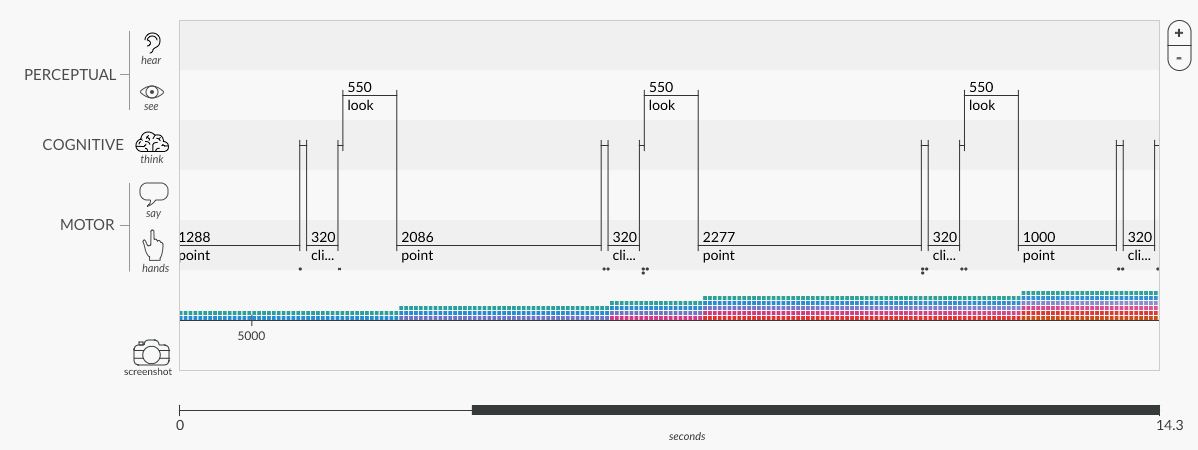 +
-
hear
PERCEPTUAL
see
COGNITIVE
think
say
MOTOR
hands
550 550 550
look look look
1288 320 2086 320 2277 320 1000 320
point cli... point cli... point cli... point cli...
5000
screenshot
0 14.3
seconds